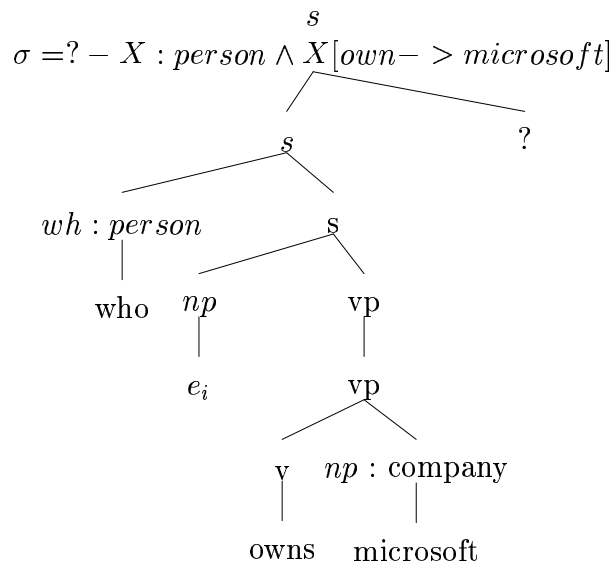 s
σ =? − X : person ∧ X[own− > microsoft]
s ?
wh : person s
who np vp
e_i vp
v np : company
owns microsoft